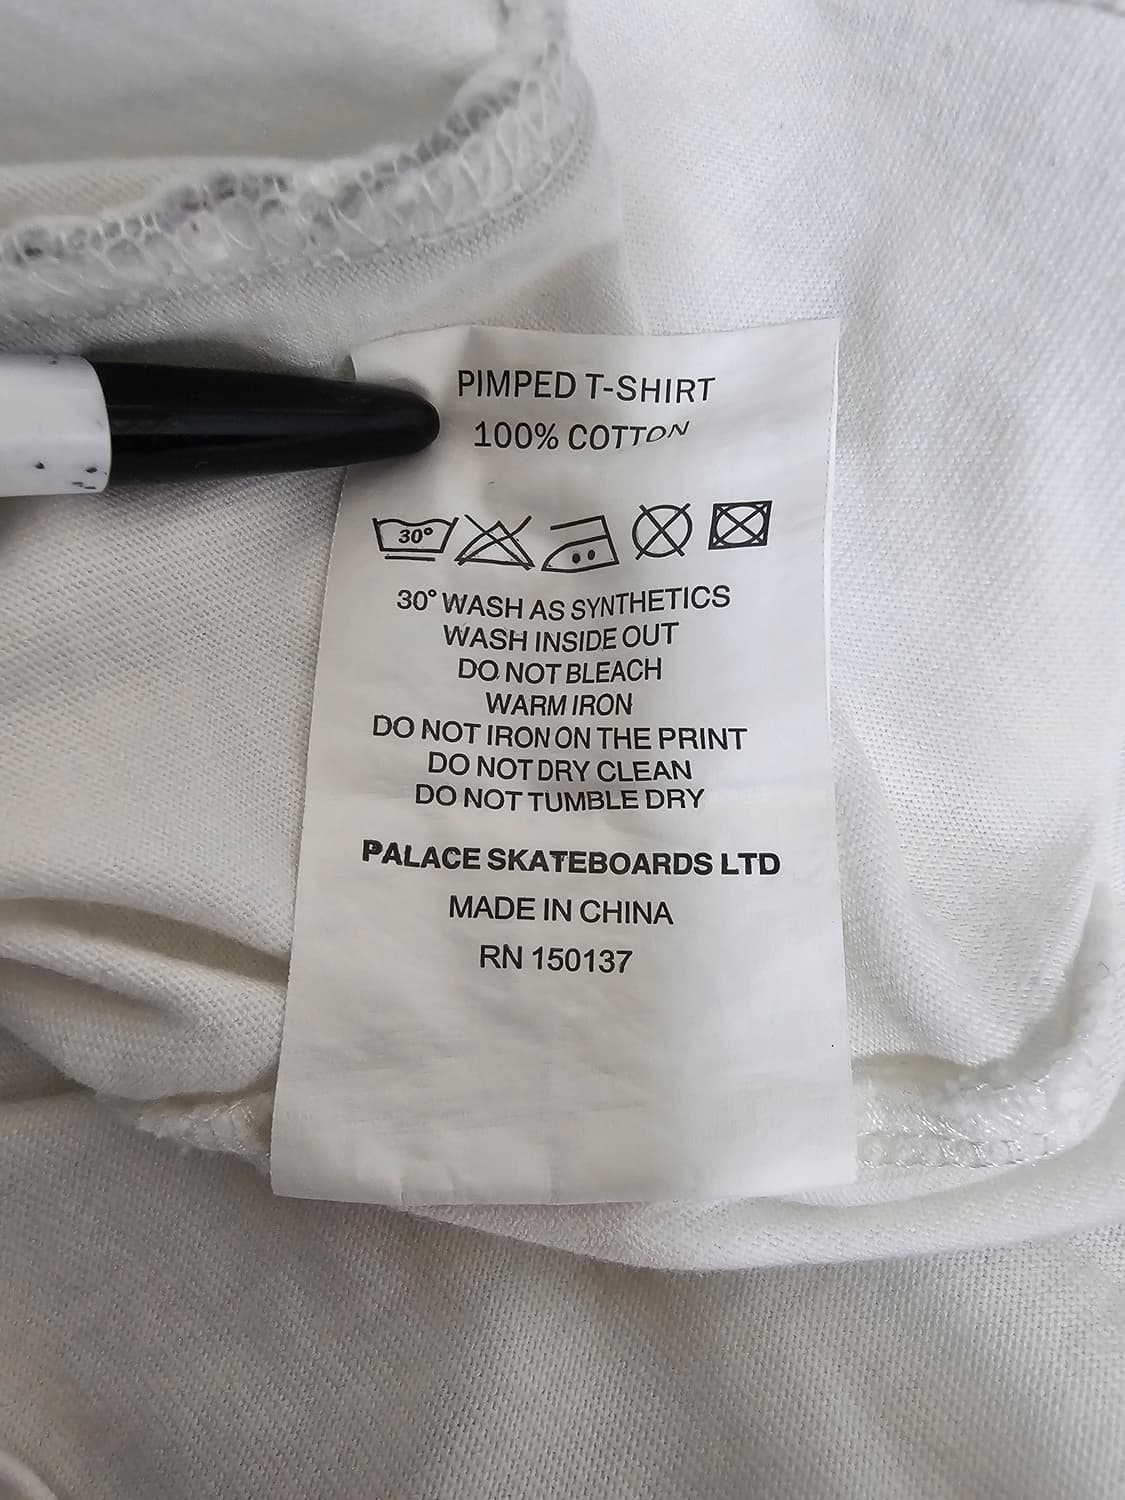 PIMPED T-SHIRT
100% COTTON
30°
30° WASH AS SYNTHETICS
WASH INSIDE OUT
DO NOT BLEACH
WARM IRON
DO NOT IRON ON THE PRINT
DO NOT DRY CLEAN
DO NOT TUMBLE DRY
PALACE SKATEBOARDS LTD
MADE IN CHINA
RN 150137